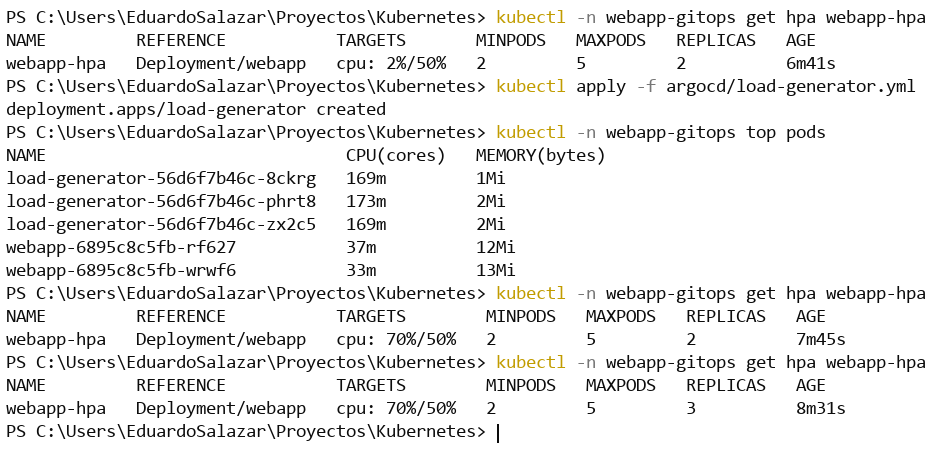 PS C:\Users\EduardoSalazar\Proyectos\Kubernetes> kubectl -n webapp-gitops get hpa webapp-hpa
NAME         REFERENCE           TARGETS       MINPODS   MAXPODS   REPLICAS   AGE
webapp-hpa   Deployment/webapp   cpu: 2%/50%   2         5         2          6m41s
PS C:\Users\EduardoSalazar\Proyectos\Kubernetes> kubectl apply -f argocd/load-generator.yml
deployment.apps/load-generator created
PS C:\Users\EduardoSalazar\Proyectos\Kubernetes> kubectl -n webapp-gitops top pods
NAME                              CPU(cores)   MEMORY(bytes)
load-generator-56d6f7b46c-8ckrg   169m         1Mi
load-generator-56d6f7b46c-phrt8   173m         2Mi
load-generator-56d6f7b46c-zx2c5   169m         2Mi
webapp-6895c8c5fb-rf627           37m          12Mi
webapp-6895c8c5fb-wrwf6           33m          13Mi
PS C:\Users\EduardoSalazar\Proyectos\Kubernetes> kubectl -n webapp-gitops get hpa webapp-hpa
NAME         REFERENCE           TARGETS        MINPODS   MAXPODS   REPLICAS   AGE
webapp-hpa   Deployment/webapp   cpu: 70%/50%   2         5         2          7m45s
PS C:\Users\EduardoSalazar\Proyectos\Kubernetes> kubectl -n webapp-gitops get hpa webapp-hpa
NAME         REFERENCE           TARGETS        MINPODS   MAXPODS   REPLICAS   AGE
webapp-hpa   Deployment/webapp   cpu: 70%/50%   2         5         3          8m31s
PS C:\Users\EduardoSalazar\Proyectos\Kubernetes>